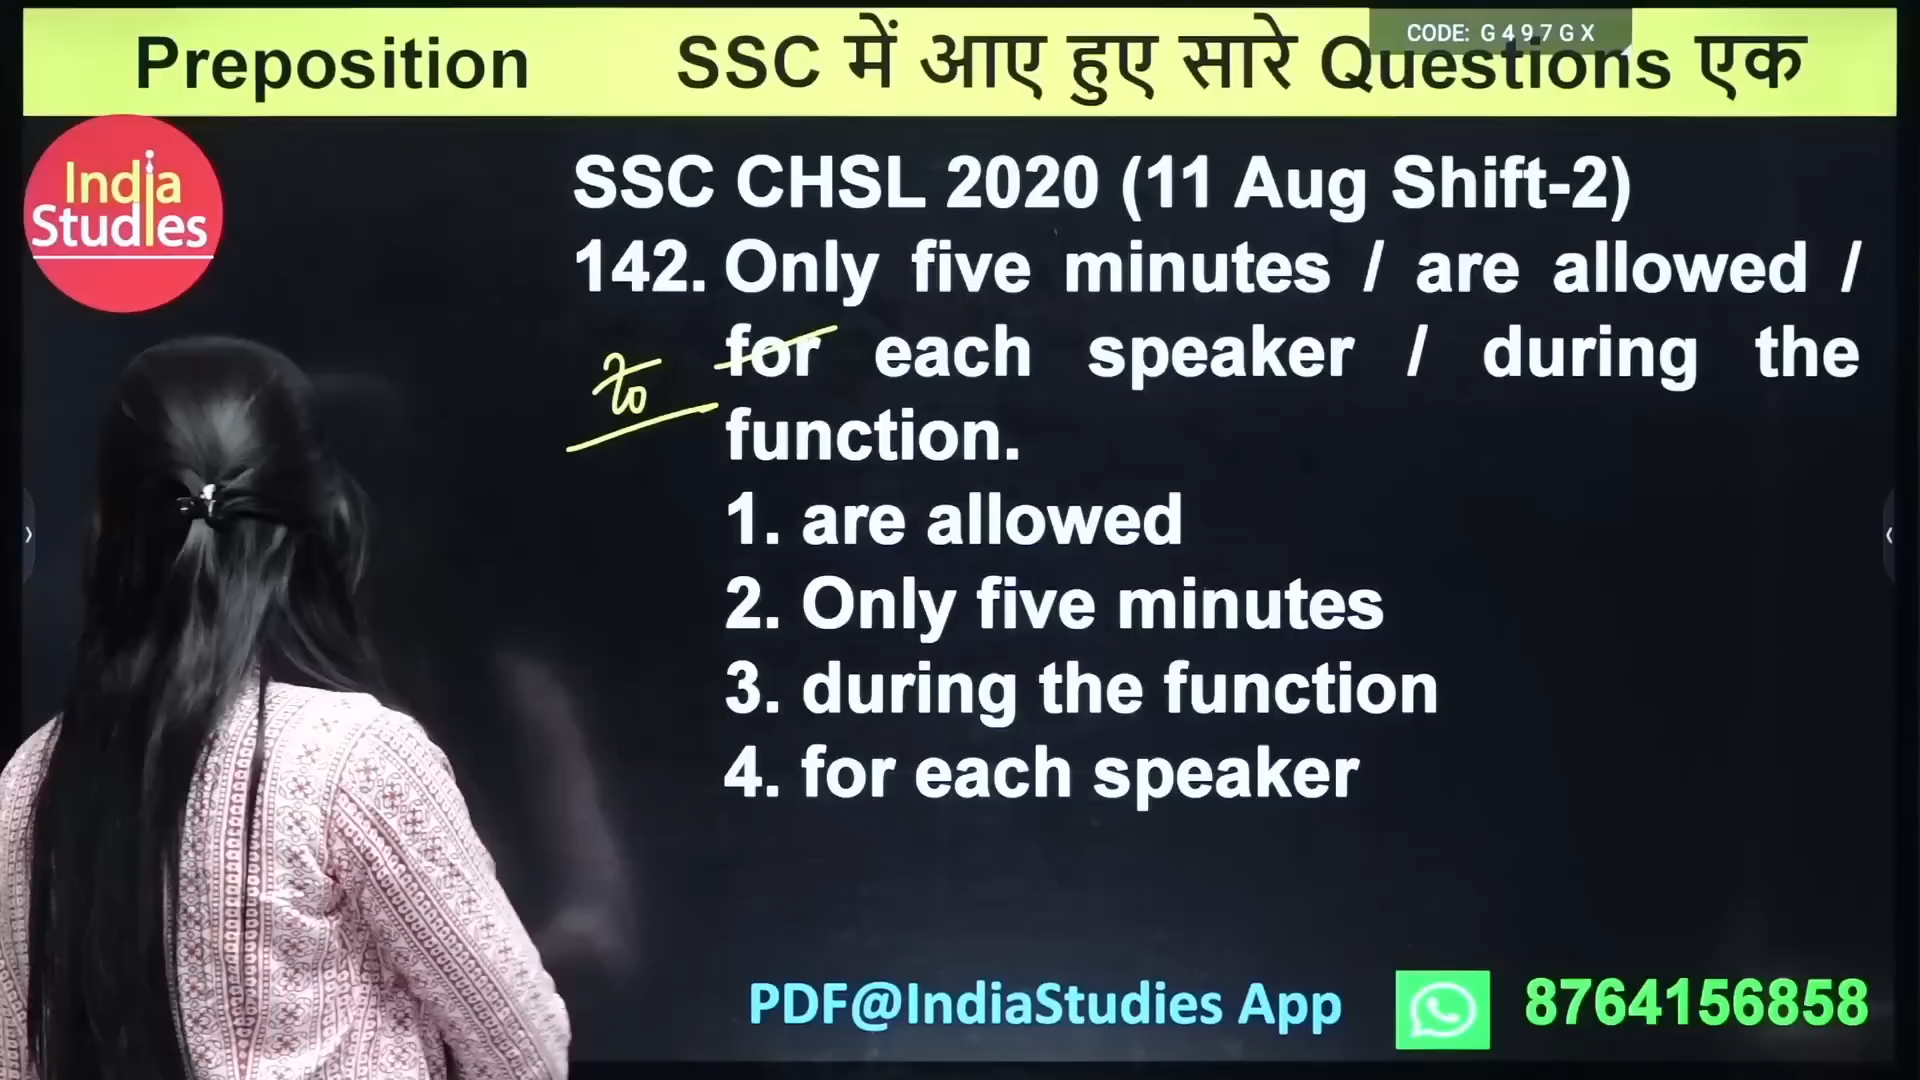 Preposition SSC में आए हुए सारे Questions एक
CODE: G 4 9 7 G X
India
Studies
SSC CHSL 2020 (11 Aug Shift-2)
142. Only five minutes / are allowed /
for each speaker / during the
to
function.
1. are allowed
2. Only five minutes
3. during the function
4. for each speaker
PDF@IndiaStudies App
8764156858